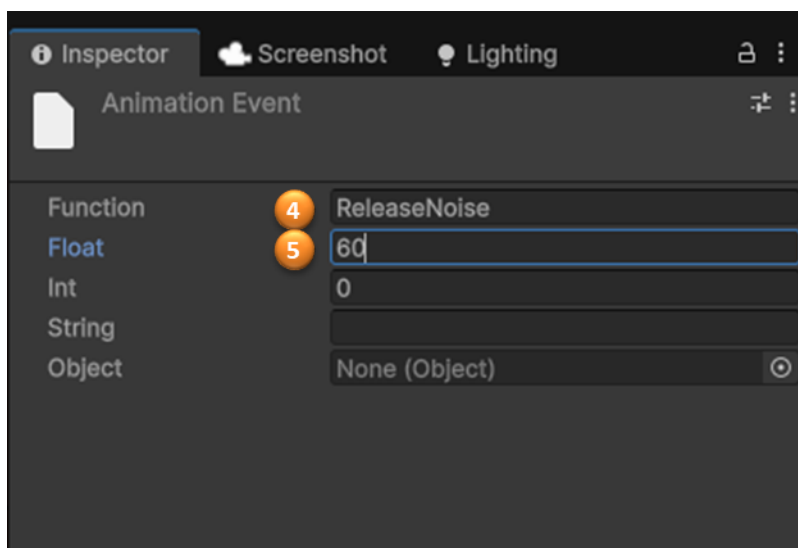 Inspector Screenshot Lighting
Animation Event
Function 4 ReleaseNoise
Float 5 60
Int 0
String
Object None (Object)